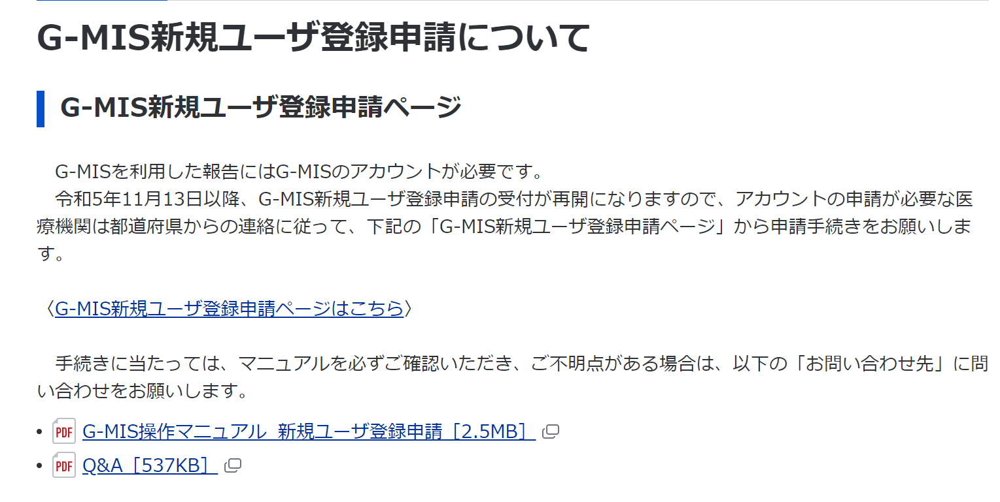 G-MIS新規ユーザ登録申請について
G-MIS新規ユーザ登録申請ページ
G-MISを利用した報告にはG-MISのアカウントが必要です。
令和5年11月13日以降、G-MIS新規ユーザ登録申請の受付が再開になりますので、アカウントの申請が必要な医
療機関は都道府県からの連絡に従って、下記の「G-MIS新規ユーザ登録申請ページ」から申請手続きをお願いしま
す。
〈G-MIS新規ユーザ登録申請ページはこちら〉
手続きに当たっては、マニュアルを必ずご確認いただき、ご不明点がある場合は、以下の「お問い合わせ先」に問
い合わせをお願いします。
• PDF G-MIS操作マニュアル_新規ユーザ登録申請［2.5MB］
• PDF Q&A［537KB］